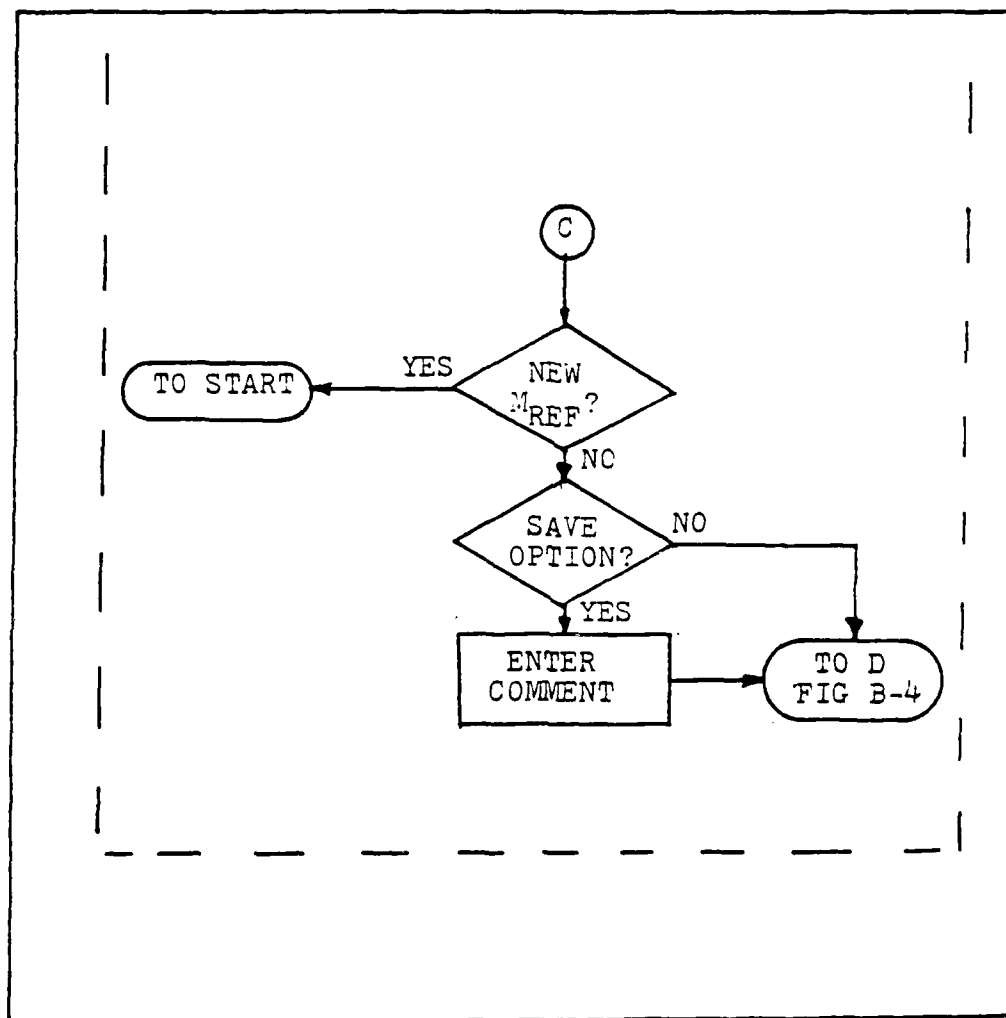 C
YES
TO START
NEW
MREF?
NO
SAVE
OPTION?
NO
YES
ENTER
COMMENT
TO D
FIG B-4